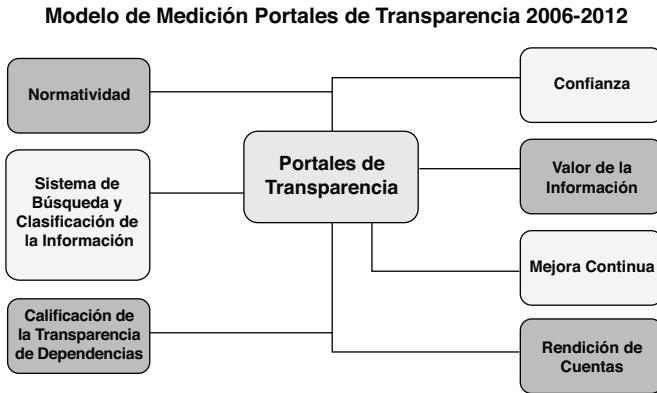 Modelo de Medición Portales de Transparencia 2006-2012
Normatividad
Sistema de
Búsqueda y
Clasificación de
la Información
Calificación de
la Transparencia
de Dependencias
Portales de
Transparencia
Confianza
Valor de la
Información
Mejora Continua
Rendición de
Cuentas